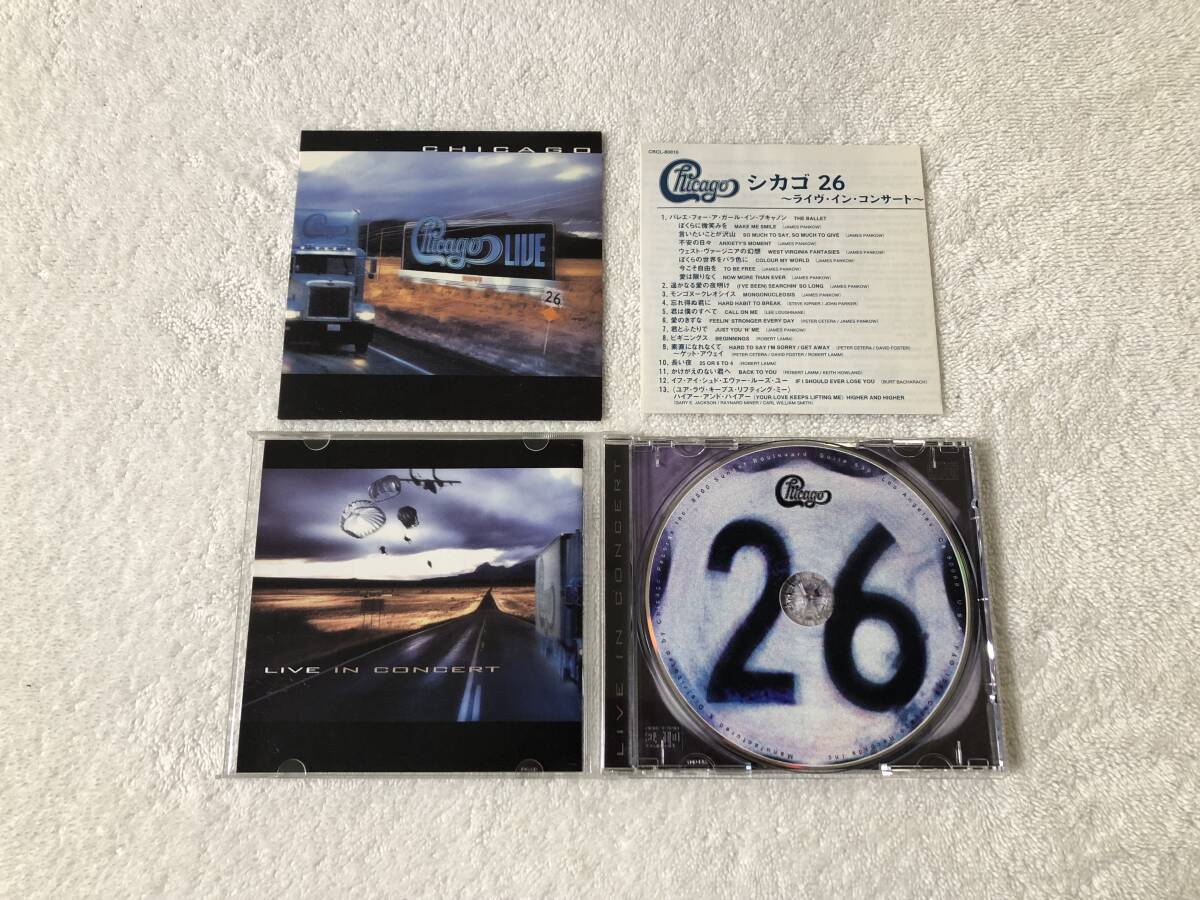 CHICAGO
Chicago LIVE
26
CRCL-80010
Chicago シカゴ 26
～ライヴ・イン・コンサート～
1. バレエ・フォー・ア・ガール・イン・ブキャノン THE BALLET
ぼくらに微笑みを MAKE ME SMILE (JAMES PANKOW)
言いたいことが沢山 SO MUCH TO SAY, SO MUCH TO GIVE (JAMES PANKOW)
不安の日々 ANXIETY'S MOMENT (JAMES PANKOW)
ウェスト・ヴァージニアの幻想 WEST VIRGINIA FANTASIES (JAMES PANKOW)
ぼくらの世界をバラ色に COLOUR MY WORLD (JAMES PANKOW)
今こそ自由を TO BE FREE (JAMES PANKOW)
愛は限りなく NOW MORE THAN EVER (JAMES PANKOW)
2. 遥かなる愛の夜明け (I'VE BEEN) SEARCHIN' SO LONG (JAMES PANKOW)
3. モンゴヌークレオシイス MONGONUCLEOSIS (JAMES PANKOW)
4. 忘れ得ぬ君に HARD HABIT TO BREAK (STEVE KIPNER / JOHN PARKER)
5. 君は僕のすべて CALL ON ME (LEE LOUGHNANE)
6. 愛のきずな FEELIN' STRONGER EVERY DAY (PETER CETERA / JAMES PANKOW)
7. 君とふたりで JUST YOU 'N' ME (JAMES PANKOW)
8. ビギニングス BEGINNINGS (ROBERT LAMM)
9. 素直になれなくて HARD TO SAY I'M SORRY / GET AWAY (PETER CETERA / DAVID FOSTER)
～ゲット・アウェイ (PETER CETERA / DAVID FOSTER / ROBERT LAMM)
10. 長い夜 25 OR 6 TO 4 (ROBERT LAMM)
11. かけがえのない君へ BACK TO YOU (ROBERT LAMM / KEITH HOWLAND)
12. イフ・アイ・シュド・エヴァー・ルーズ・ユー IF I SHOULD EVER LOSE YOU (BURT BACHARACH)
13. (ユア・ラヴ・キープス・リフティング・ミー)
ハイアー・アンド・ハイアー (YOUR LOVE KEEPS LIFTING ME) HIGHER AND HIGHER
(GARY E. JACKSON / RAYNARD MINER / CARL WILLIAM SMITH)
LIVE IN CONCERT
LIVE IN CONCERT
Chicago
26
Manufactured & Distributed by Chicago Records Inc., 8900 Sunset Boulevard Suite
Los Angeles, Ca